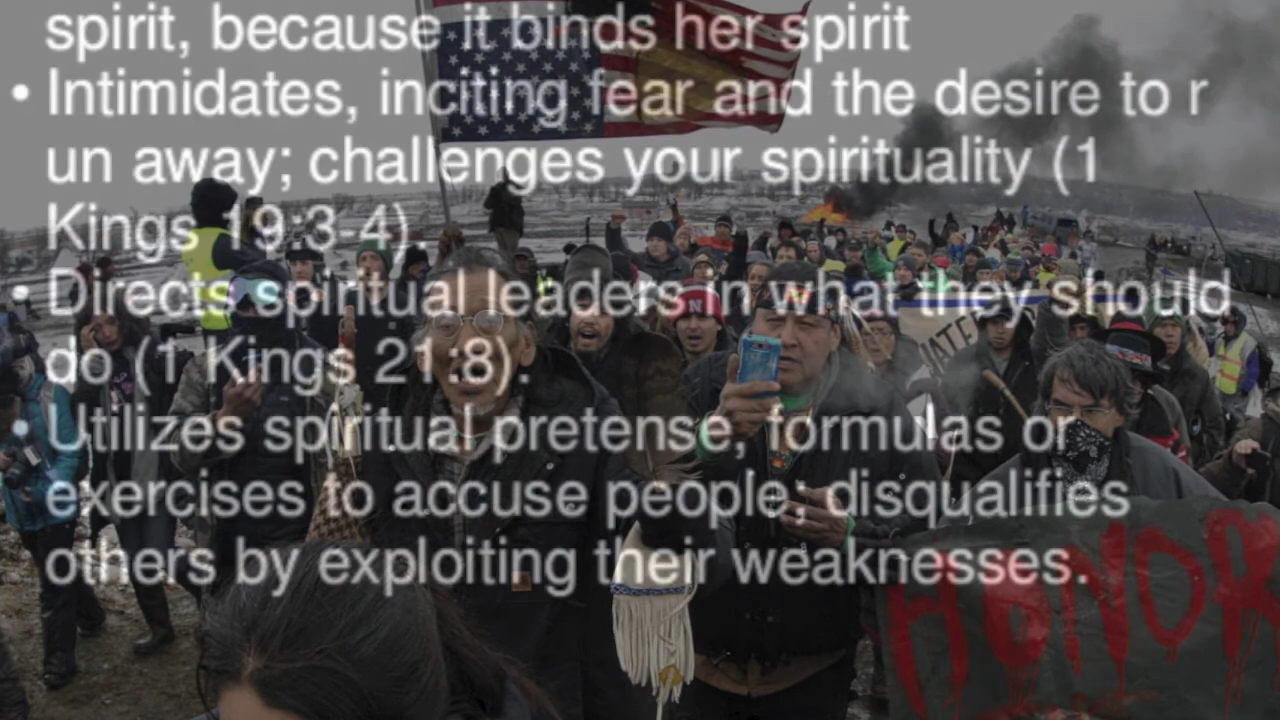 spirit, because it binds her spirit
• Intimidates, inciting fear and the desire to r
un away; challenges your spirituality (1
Kings 19:3-4).
• Directs spiritual leaders in what they should
do (1 Kings 21:8).
• Utilizes spiritual pretense, formulas or
exercises to accuse people; disqualifies
others by exploiting their weaknesses.
N
HONOR